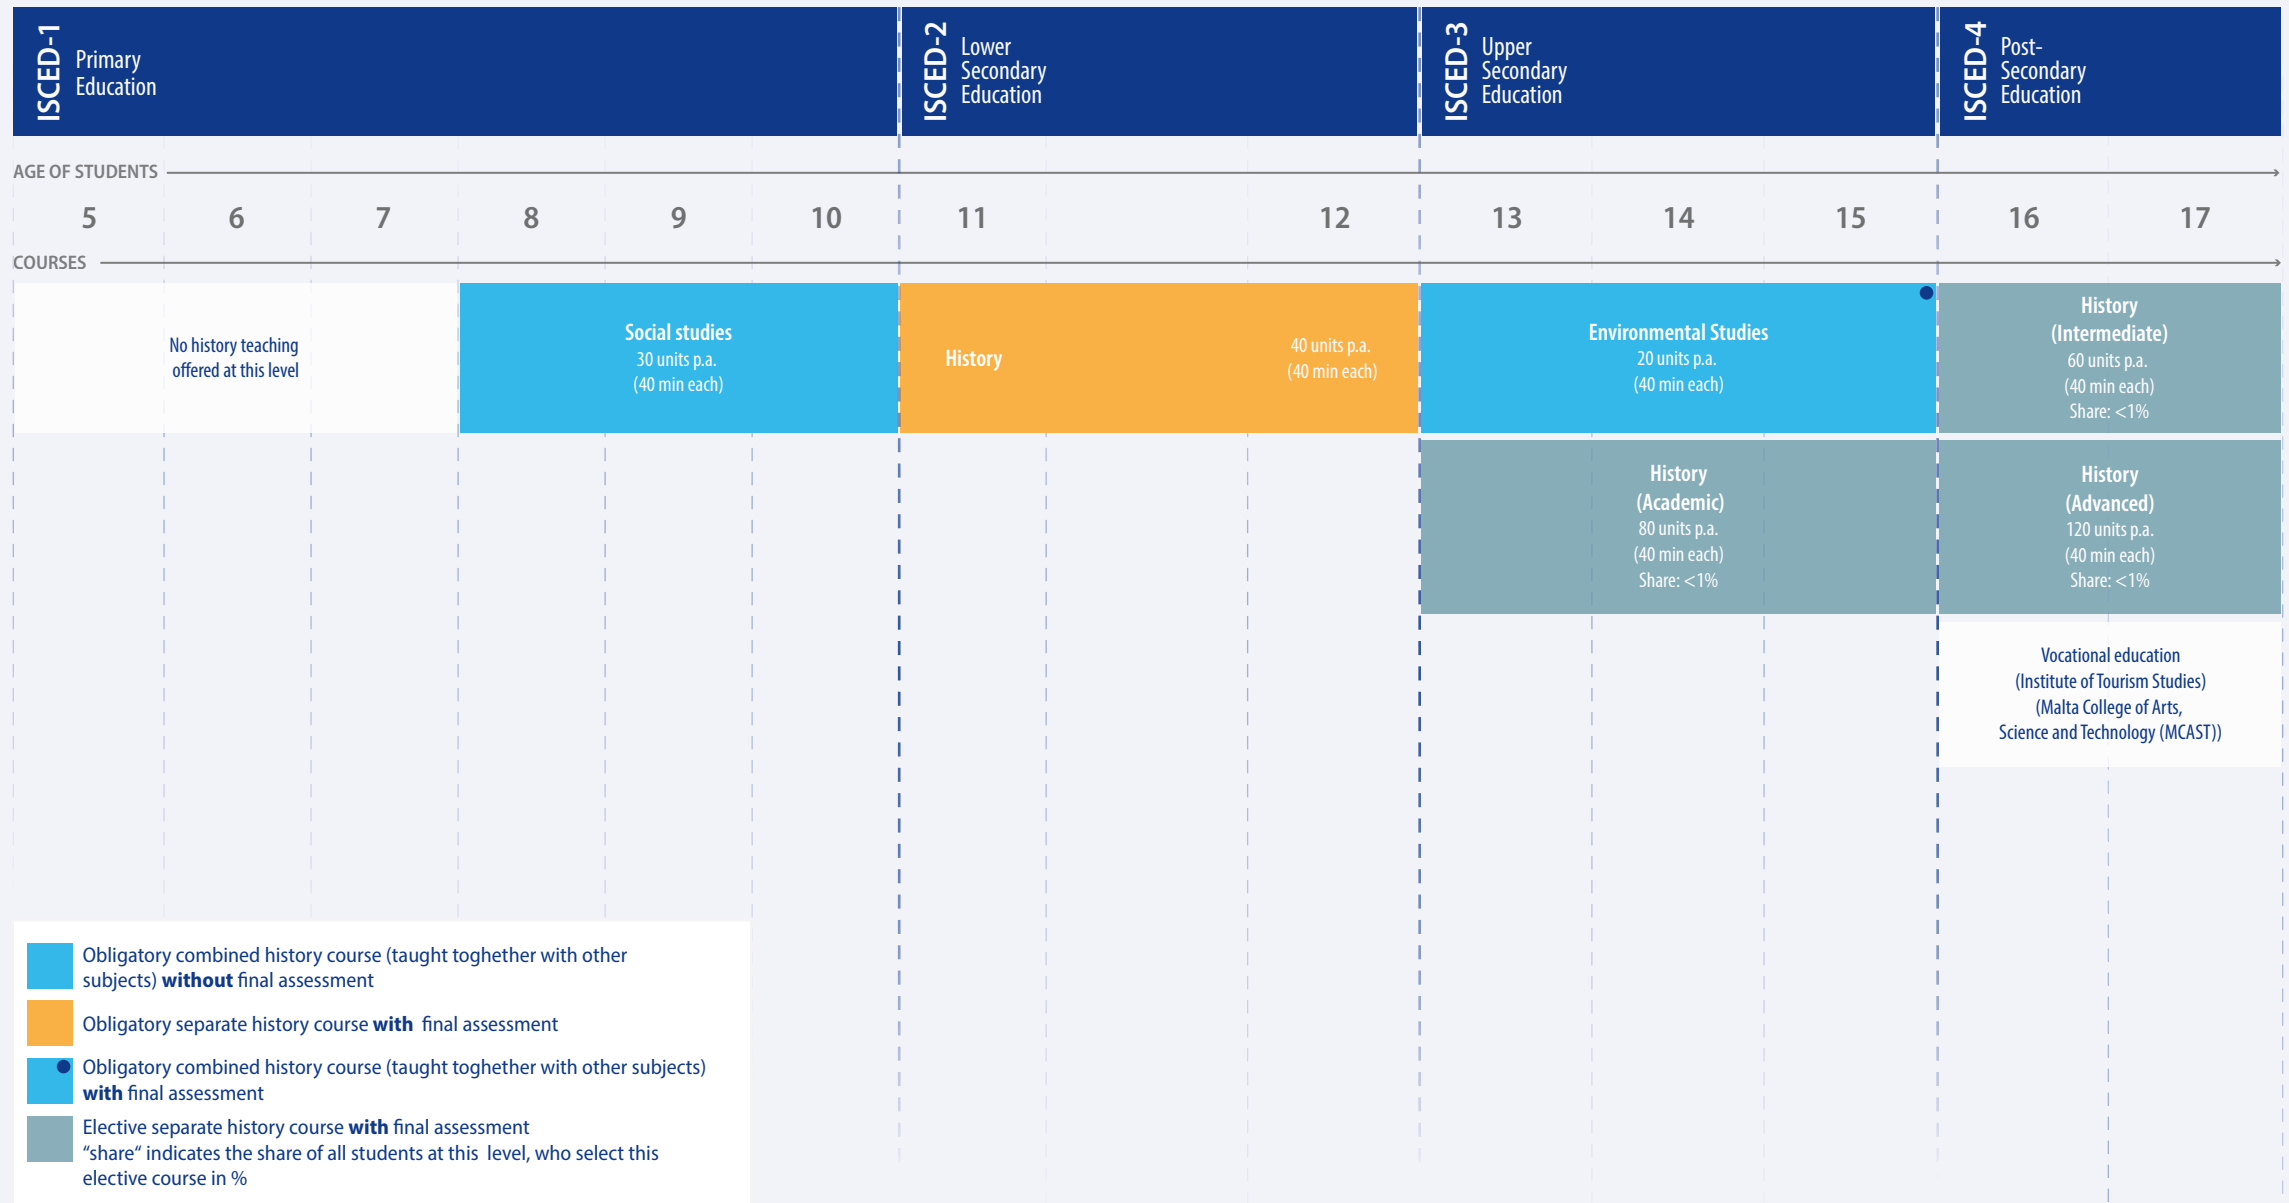 ISCED-1
Primary
Education
ISCED-2
Lower
Secondary
Education
ISCED-3
Upper
Secondary
Education
ISCED-4
Post-
Secondary
Education
AGE OF STUDENTS
5 6 7 8 9 10 11 12 13 14 15 16 17
COURSES
No history teaching
offered at this level
Social studies
30 units p.a.
(40 min each)
History
40 units p.a.
(40 min each)
Environmental Studies
20 units p.a.
(40 min each)
History
(Intermediate)
60 units p.a.
(40 min each)
Share: <1%
History
(Academic)
80 units p.a.
(40 min each)
Share: <1%
History
(Advanced)
120 units p.a.
(40 min each)
Share: <1%
Vocational education
(Institute of Tourism Studies)
(Malta College of Arts,
Science and Technology (MCAST))
Obligatory combined history course (taught toghether with other
subjects) without final assessment
Obligatory separate history course with final assessment
Obligatory combined history course (taught toghether with other subjects)
with final assessment
Elective separate history course with final assessment
“share“ indicates the share of all students at this level, who select this
elective course in %